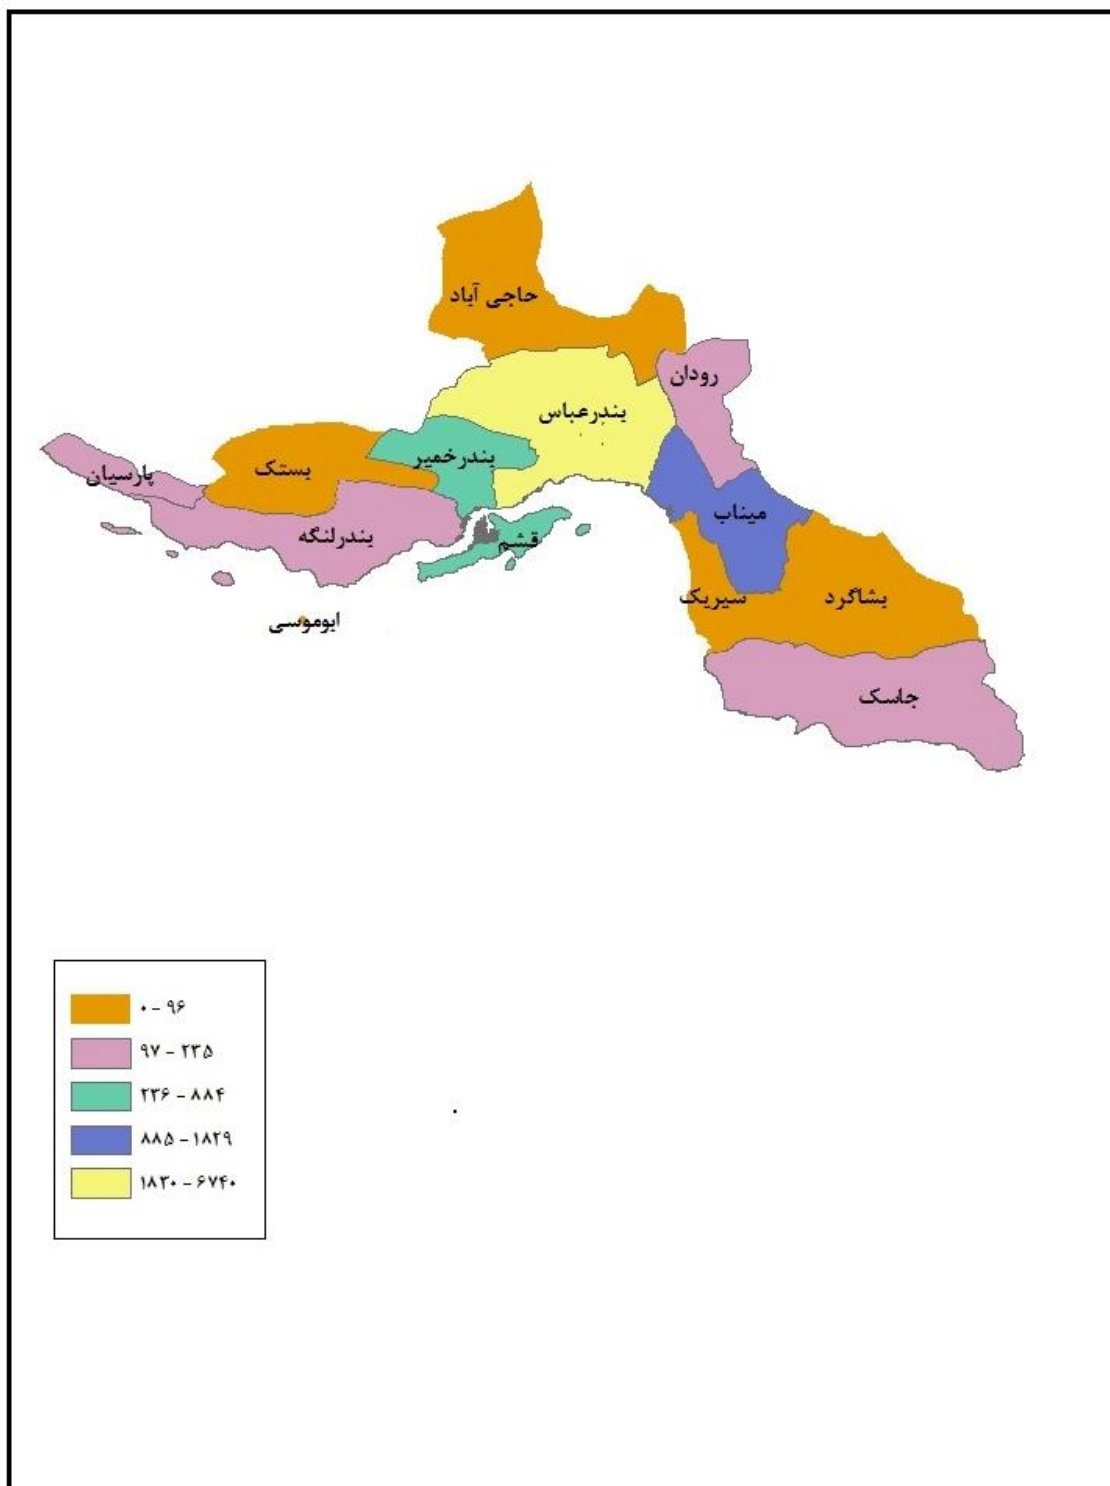 حاجی آباد
رودان
بندرعباس
بندرخمیر
بستک
پارسیان
میناب
بندرلنگه
قشم
سیریک
بشاگرد
ابوموسی
جاسک
۰ - ۹۶
۹۷ - ۲۳۵
۲۳۶ - ۸۸۴
۸۸۵ - ۱۸۲۹
۱۸۳۰ - ۶۷۴۰